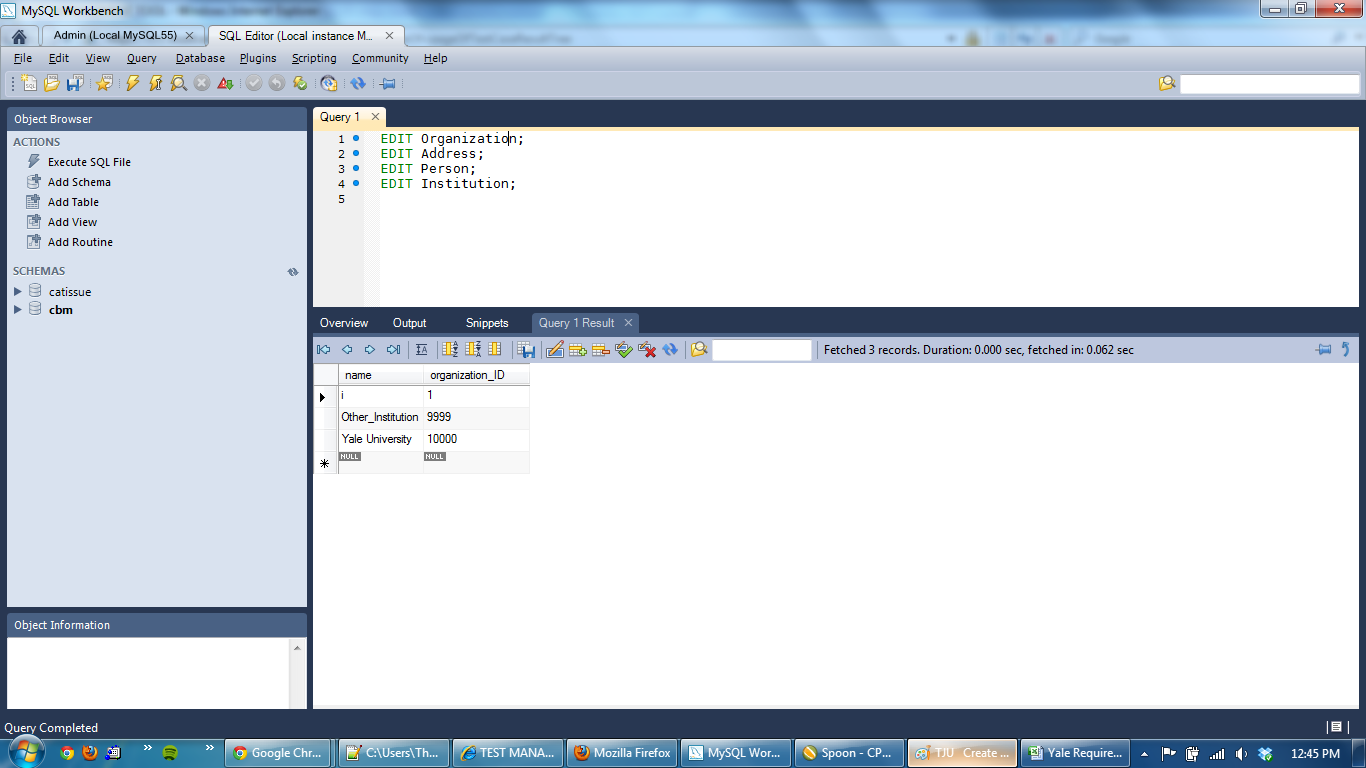 MySQL Workbench
Admin (Local MySQL55)
SQL Editor (Local instance M...
File Edit View Query Database Plugins Scripting Community Help
Object Browser
ACTIONS
Execute SQL File
Add Schema
Add Table
Add View
Add Routine
SCHEMAS
catissue
cbm
Object Information
Query 1
1 EDIT Organization;
2 EDIT Address;
3 EDIT Person;
4 EDIT Institution;
5
Overview Output Snippets Query 1 Result
Fetched 3 records. Duration: 0.000 sec, fetched in: 0.062 sec
name organization_ID
i 1
Other_Institution 9999
Yale University 10000
NULL NULL
Query Completed
Google Chr... C:\Users\Th... TEST MANA... Mozilla Firefox MySQL Wor... Spoon - CP... TJU Create ... Yale Require... 12:45 PM